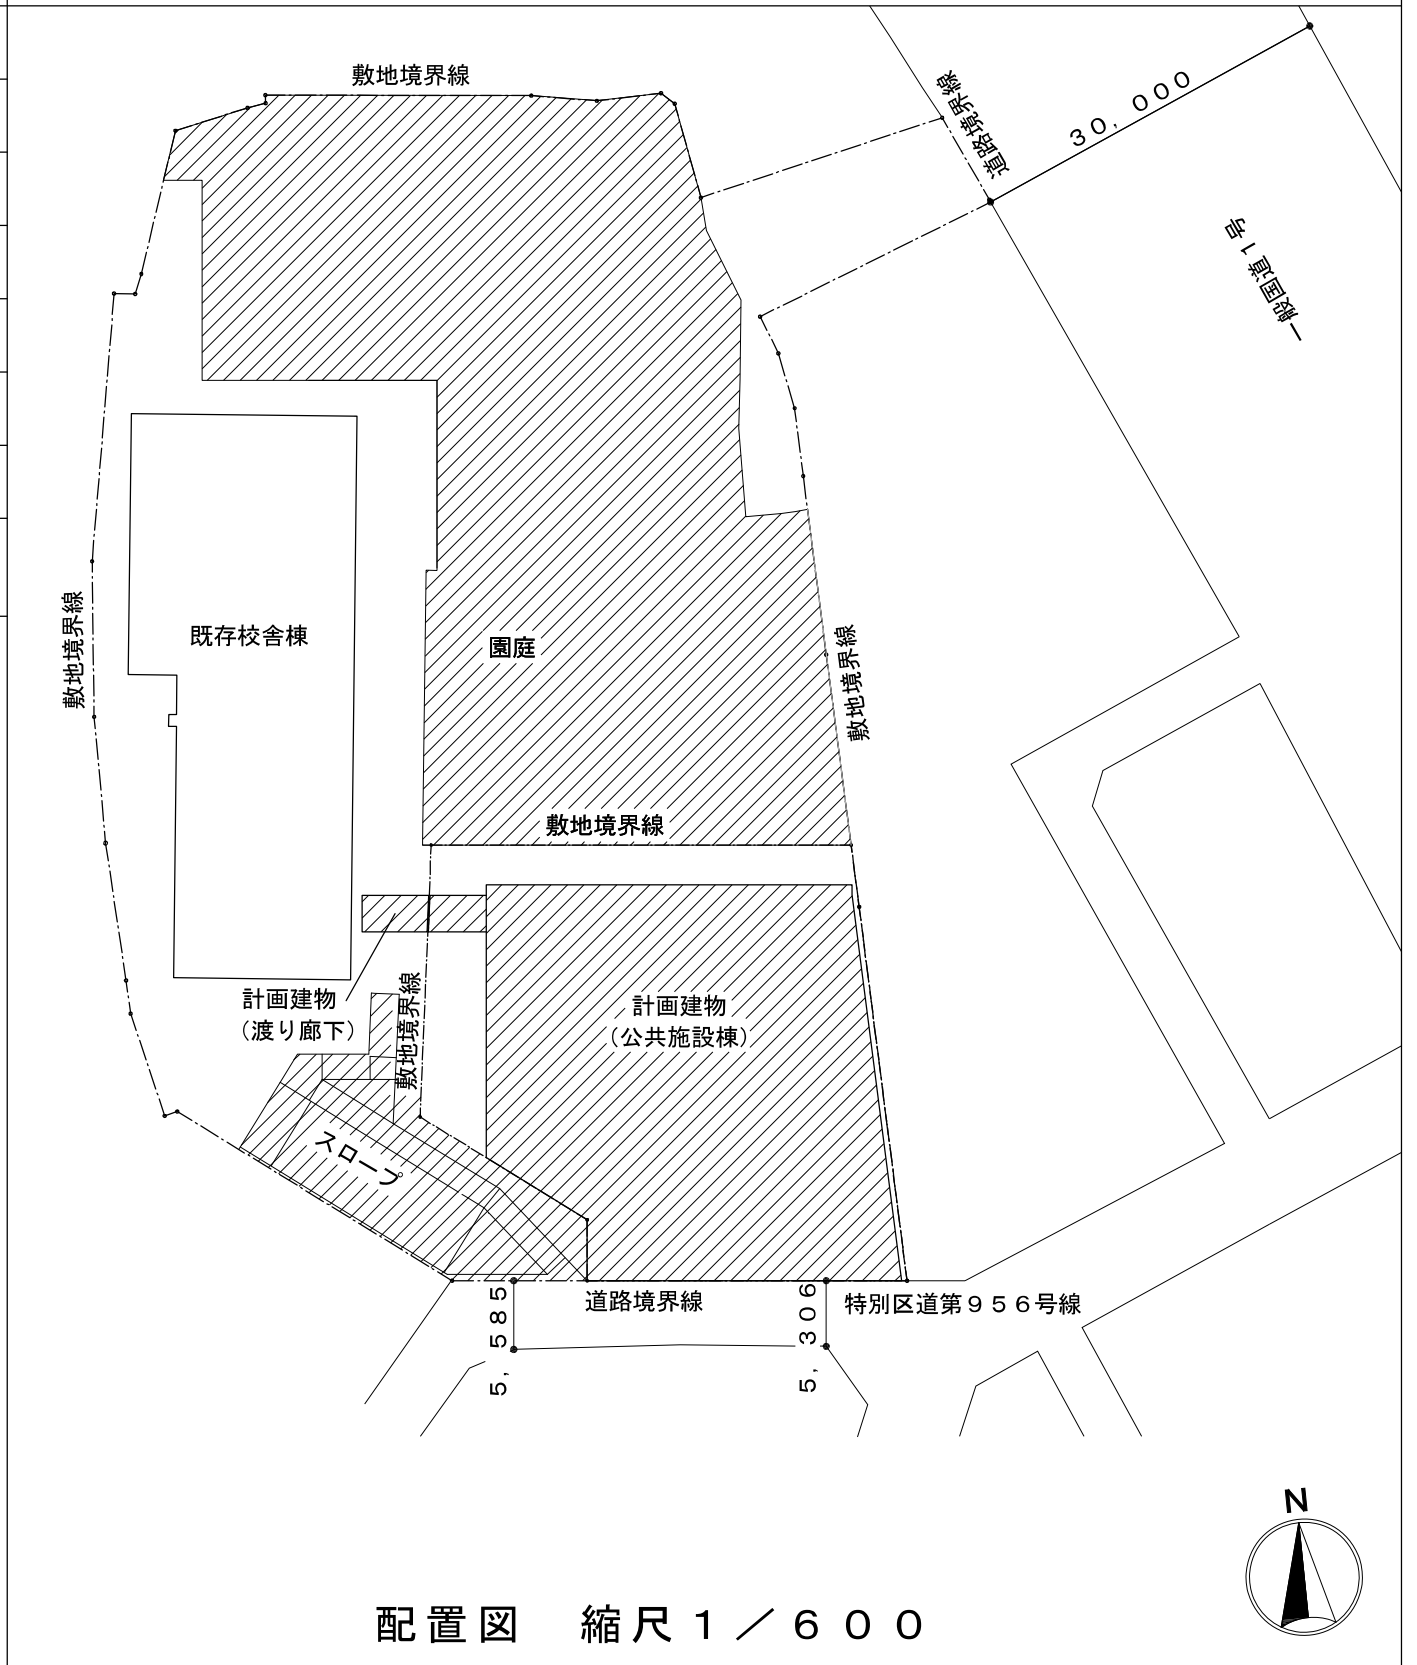 敷地境界線
道路境界線
３０，０００
一般国道１号
敷地境界線
既存校舎棟
園庭
敷地境界線
敷地境界線
計画建物
（渡り廊下）
敷地境界線
計画建物
（公共施設棟）
スロープ
５，５８５
道路境界線
５，３０６
特別区道第９５６号線
N
配置図　縮尺１／６００